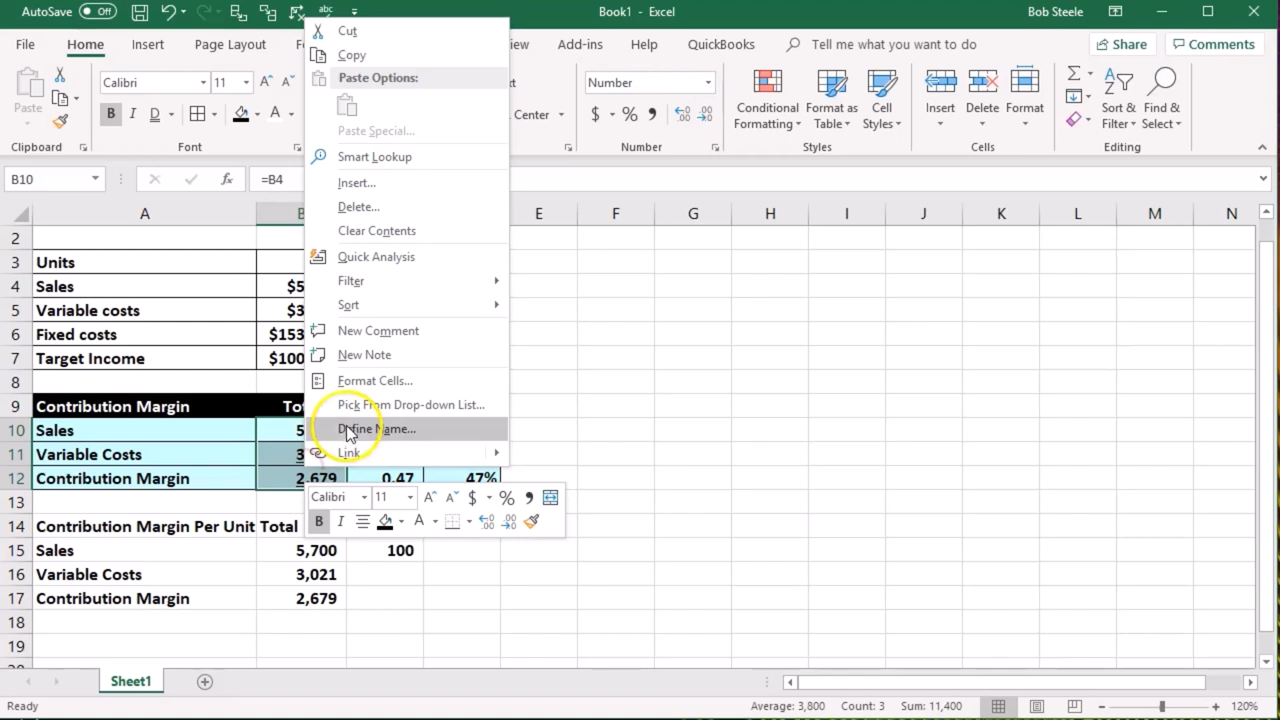 AutoSave Off abc Book1 - Excel Bob Steele
File Home Insert Page Layout F ew Add-ins Help QuickBooks Tell me what you want to do Share Comments
Paste Calibri 11 A A Number
B I D A Center $ % 9 Conditional Formatting Format as Table Cell Styles Insert Delete Format Sort & Filter Find & Select
Clipboard Font Number Styles Cells Editing
B10 fx =B4
A B E F G H I J K L M N
2
3 Units
4 Sales $5
5 Variable costs $3
6 Fixed costs $153
7 Target Income $100
8
9 Contribution Margin Tot
10 Sales 5
11 Variable Costs 3
12 Contribution Margin 2,679 0.47 47%
13
14 Contribution Margin Per Unit Total
15 Sales 5,700 100
16 Variable Costs 3,021
17 Contribution Margin 2,679
18
19
Cut
Copy
Paste Options:
Paste Special...
Smart Lookup
Insert...
Delete...
Clear Contents
Quick Analysis
Filter
Sort
New Comment
New Note
Format Cells...
Pick From Drop-down List...
Define Name...
Link
Calibri 11 A A $ % 9
B I A
Sheet1
Ready Average: 3,800 Count: 3 Sum: 11,400 120%